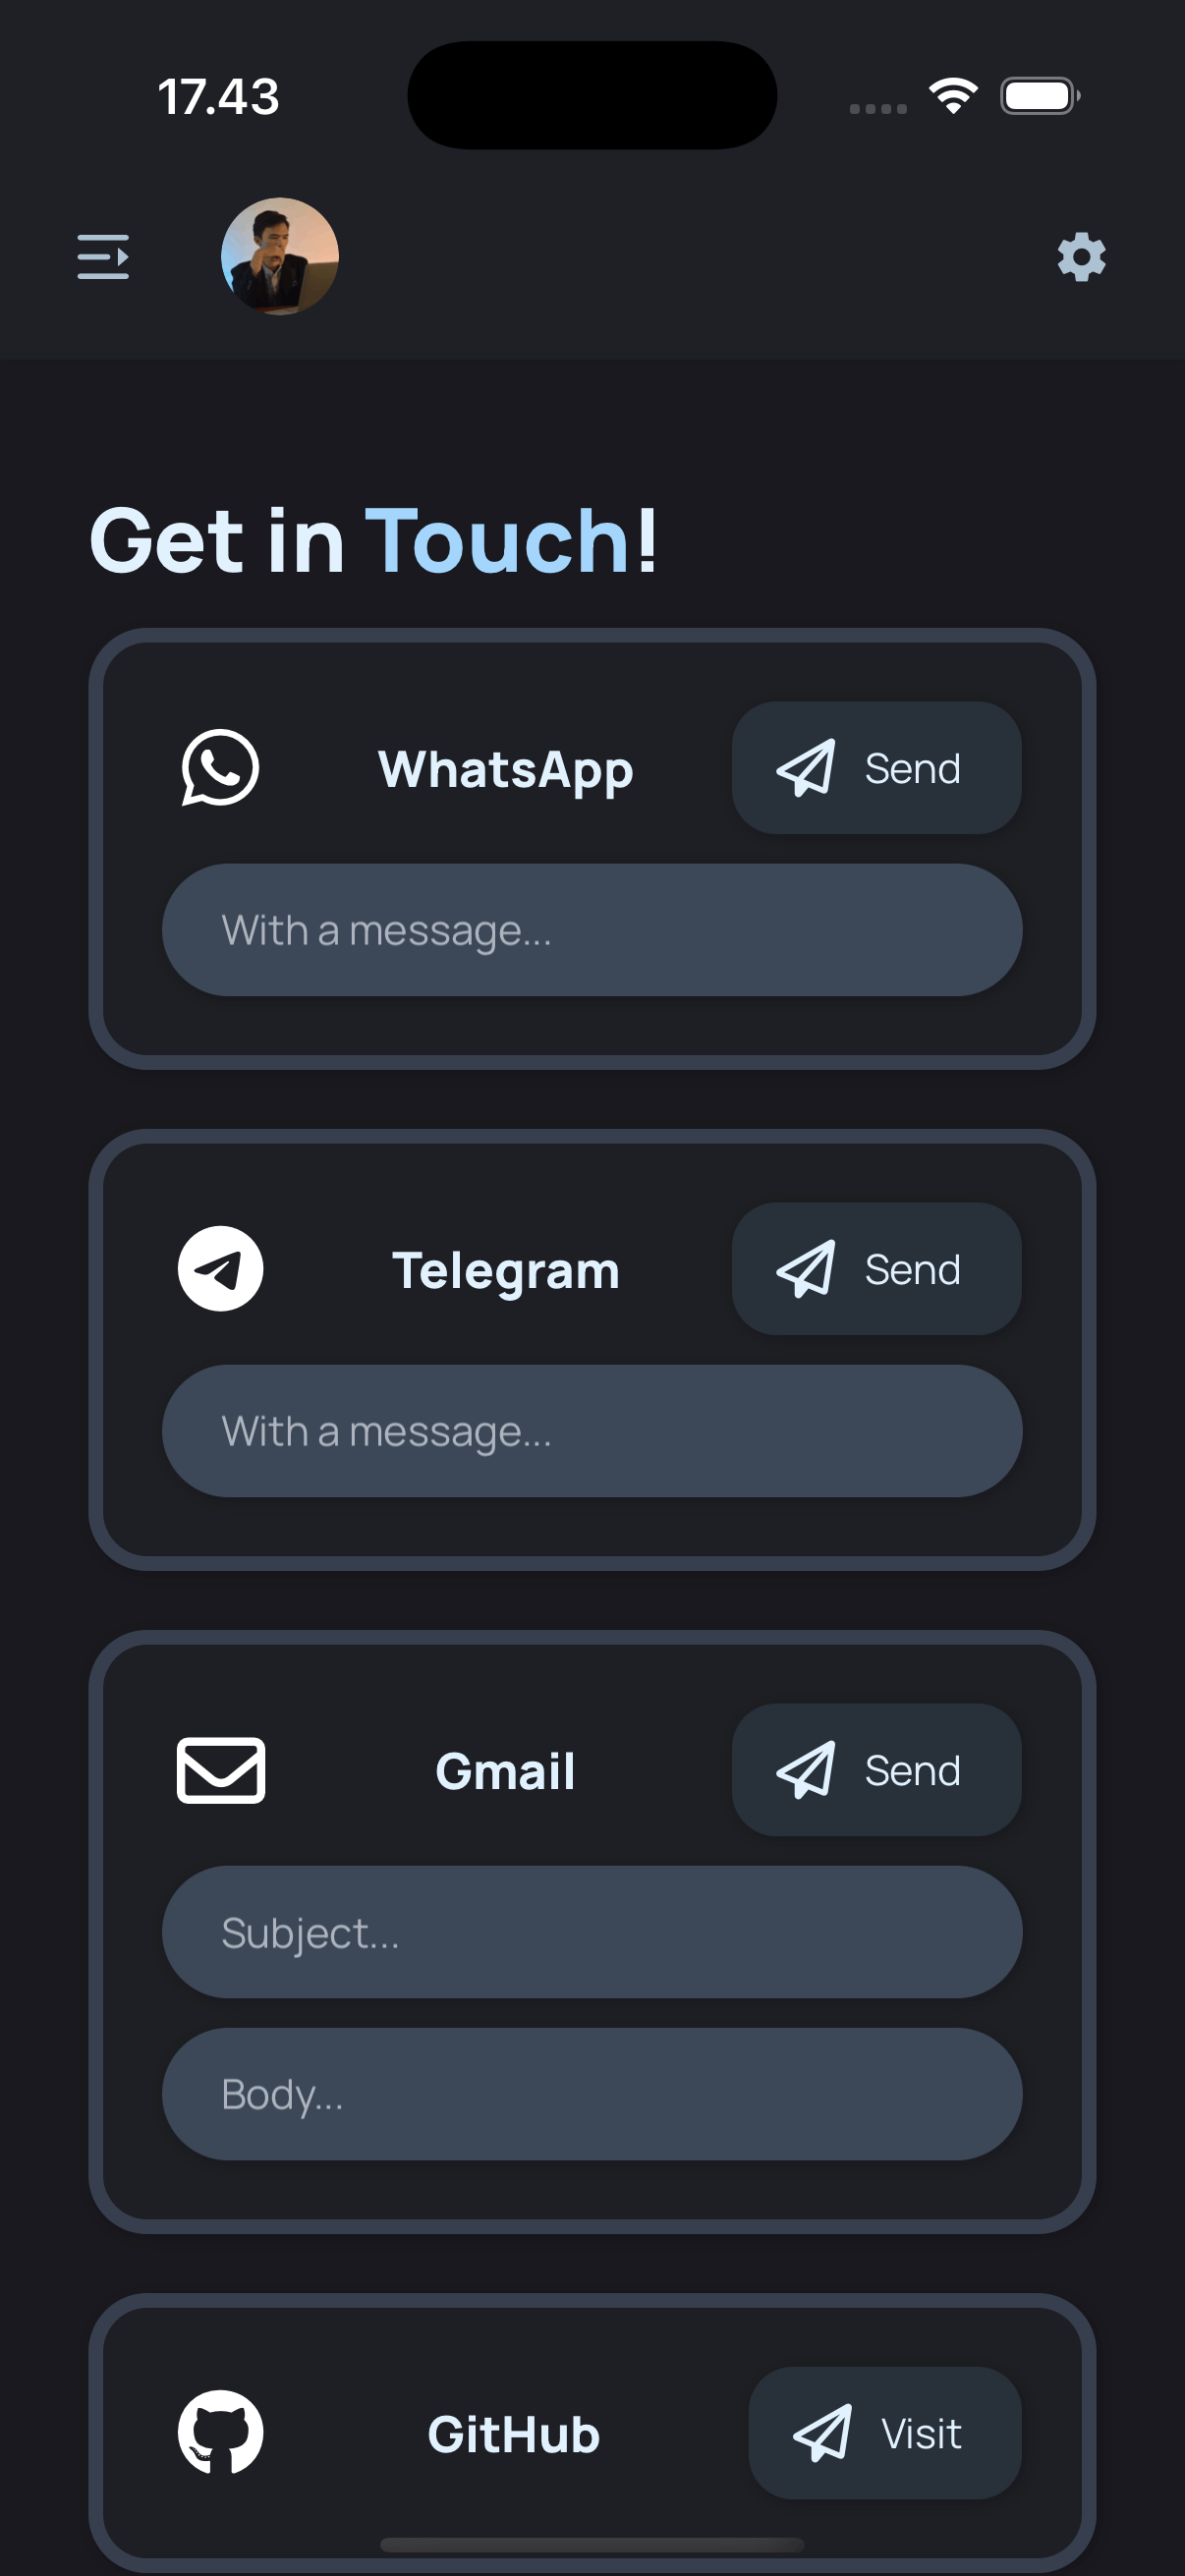 17.43
Get in Touch!
WhatsApp
Send
With a message...
Telegram
Send
With a message...
Gmail
Send
Subject...
Body...
GitHub
Visit